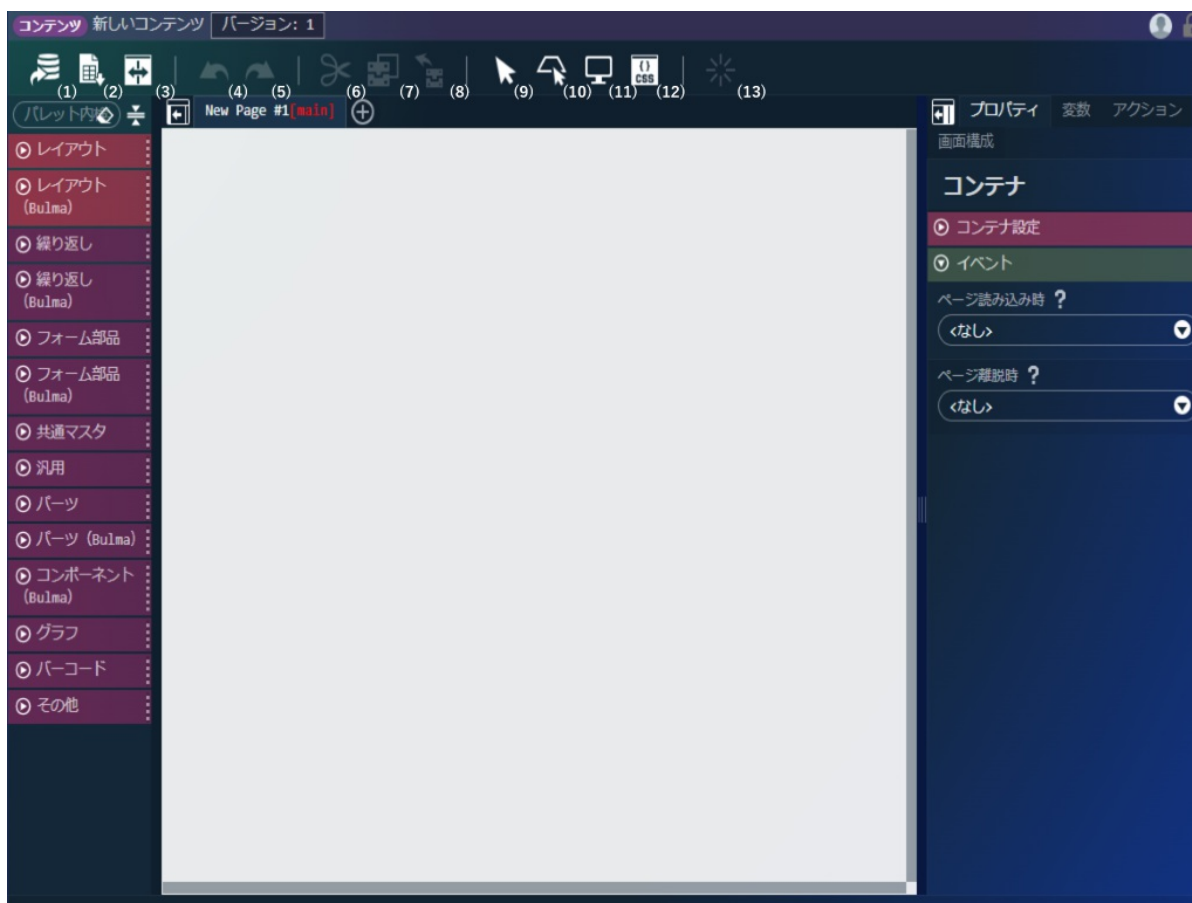 コンテンツ 新しいコンテンツ バージョン: 1
{} CSS
(1) (2) (3) (4) (5) (6) (7) (8) (9) (10) (11) (12) (13)
パレット内検
New Page #1[main]
プロパティ 変数 アクション
画面構成
コンテナ
コンテナ設定
イベント
ページ読み込み時 ?
<なし>
ページ離脱時 ?
<なし>
レイアウト
レイアウト
(Bulma)
繰り返し
繰り返し
(Bulma)
フォーム部品
フォーム部品
(Bulma)
共通マスタ
汎用
パーツ
パーツ (Bulma)
コンポーネント
(Bulma)
グラフ
バーコード
その他